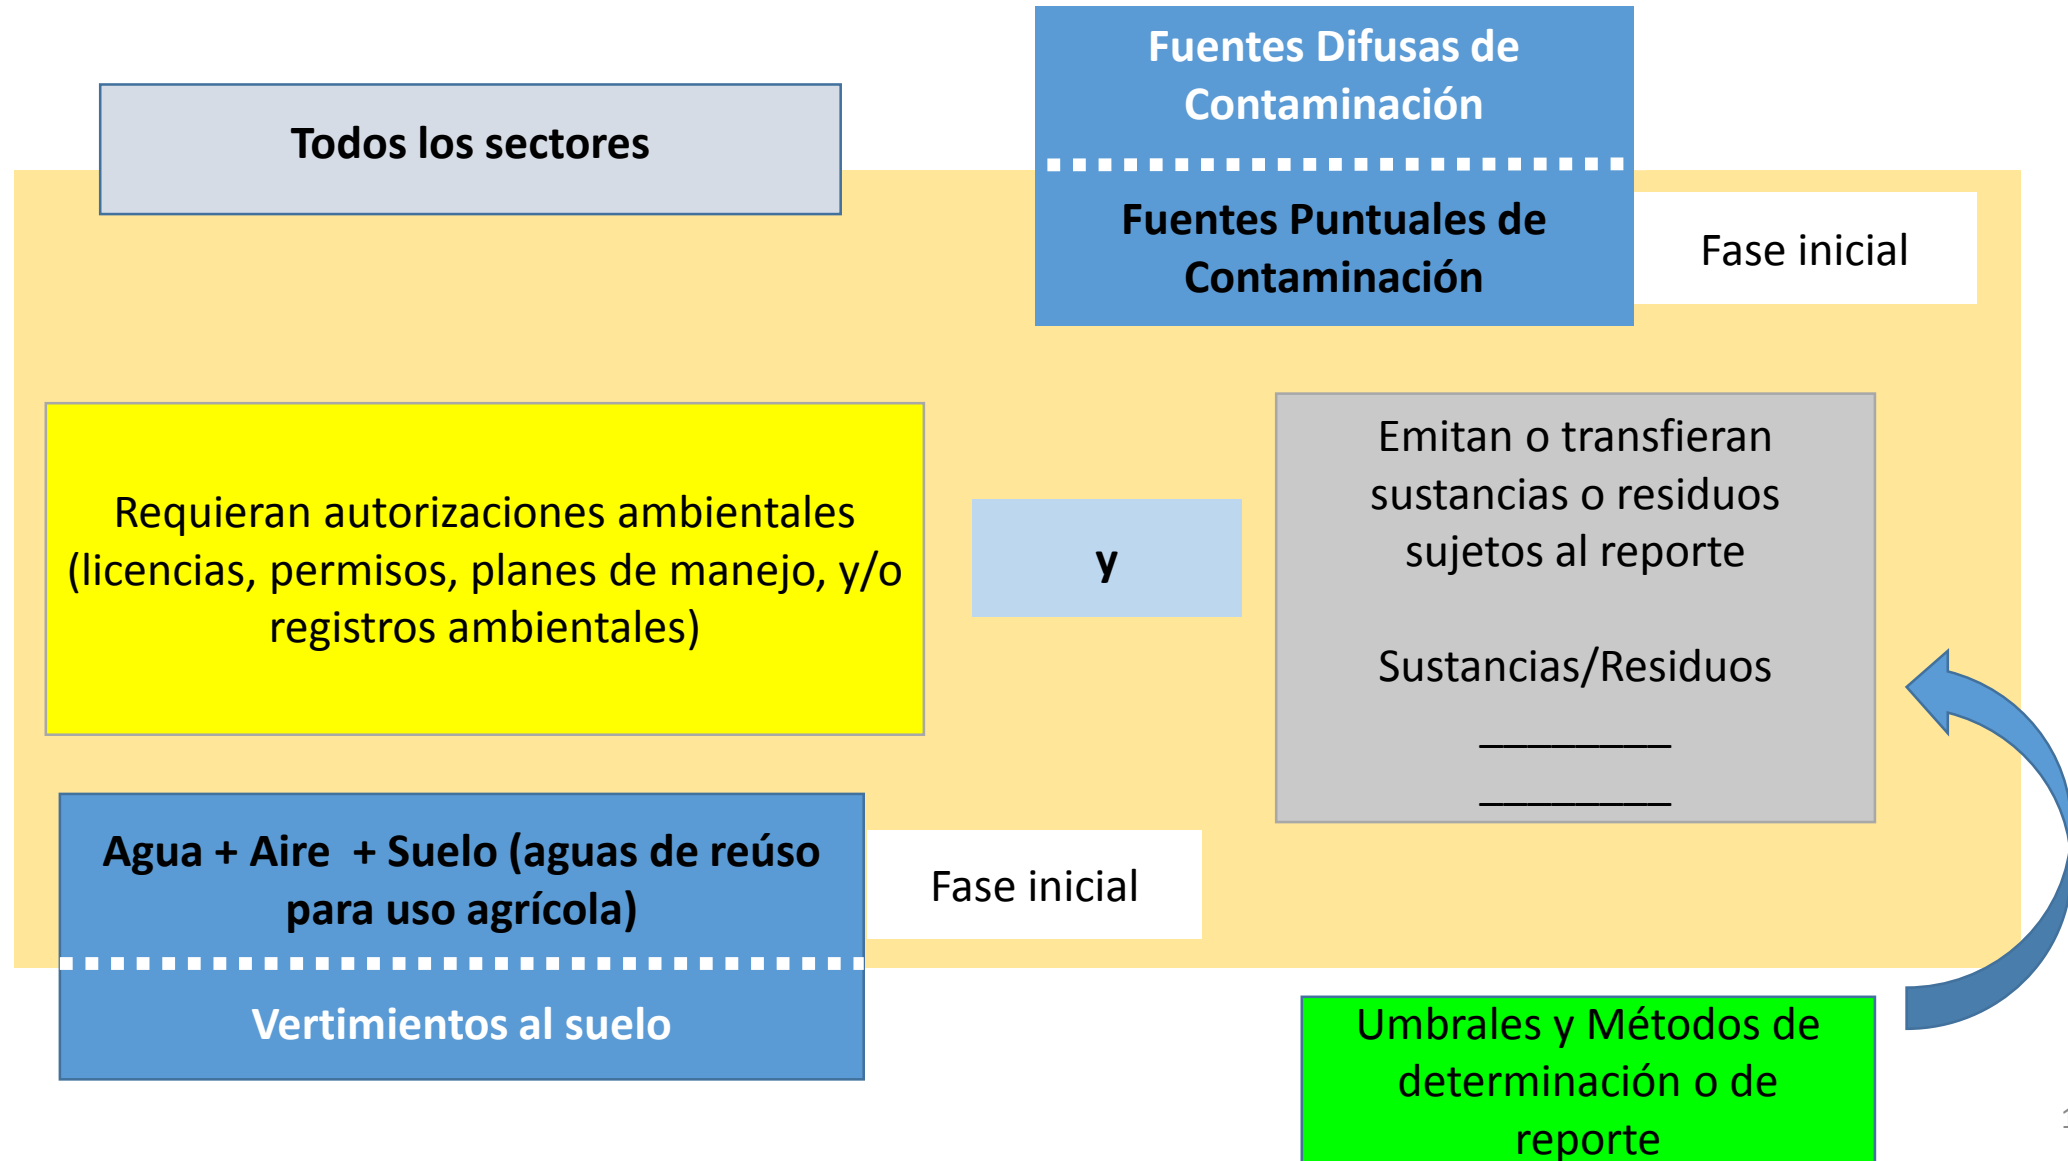 Fuentes Difusas de
Contaminación
Todos los sectores
Fuentes Puntuales de
Contaminación
Fase inicial
Requieran autorizaciones ambientales
(licencias, permisos, planes de manejo, y/o
registros ambientales)
y
Emitan o transfieran
sustancias o residuos
sujetos al reporte
Sustancias/Residuos
________
________
Agua + Aire + Suelo (aguas de reúso
para uso agrícola)
Fase inicial
Vertimientos al suelo
Umbrales y Métodos de
determinación o de
reporte